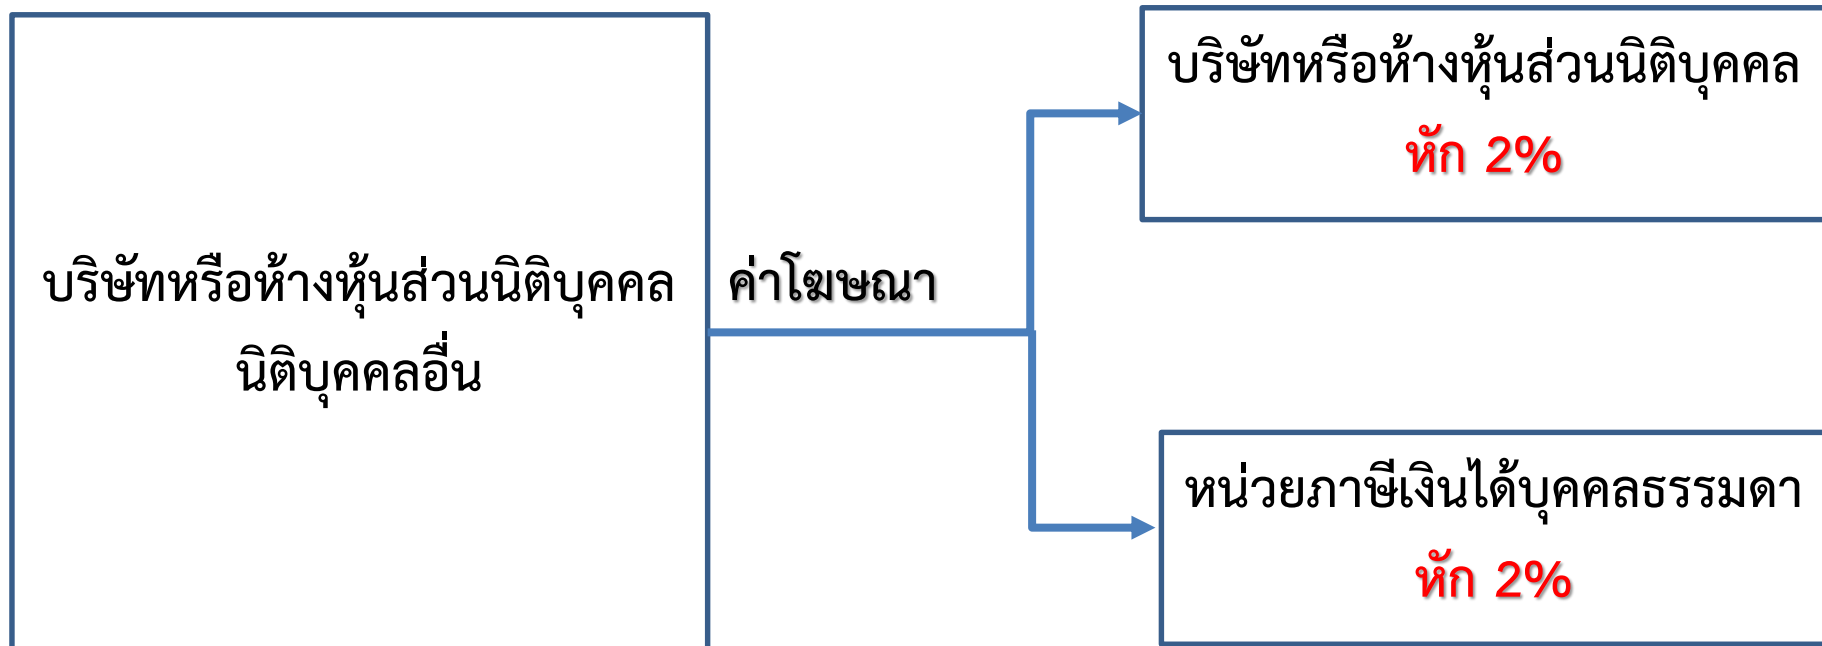 บริษัทหรือห้างหุ้นส่วนนิติบุคคล
นิติบุคคลอื่น
ค่าโฆษณา
บริษัทหรือห้างหุ้นส่วนนิติบุคคล
หัก 2%
หน่วยภาษีเงินได้บุคคลธรรมดา
หัก 2%